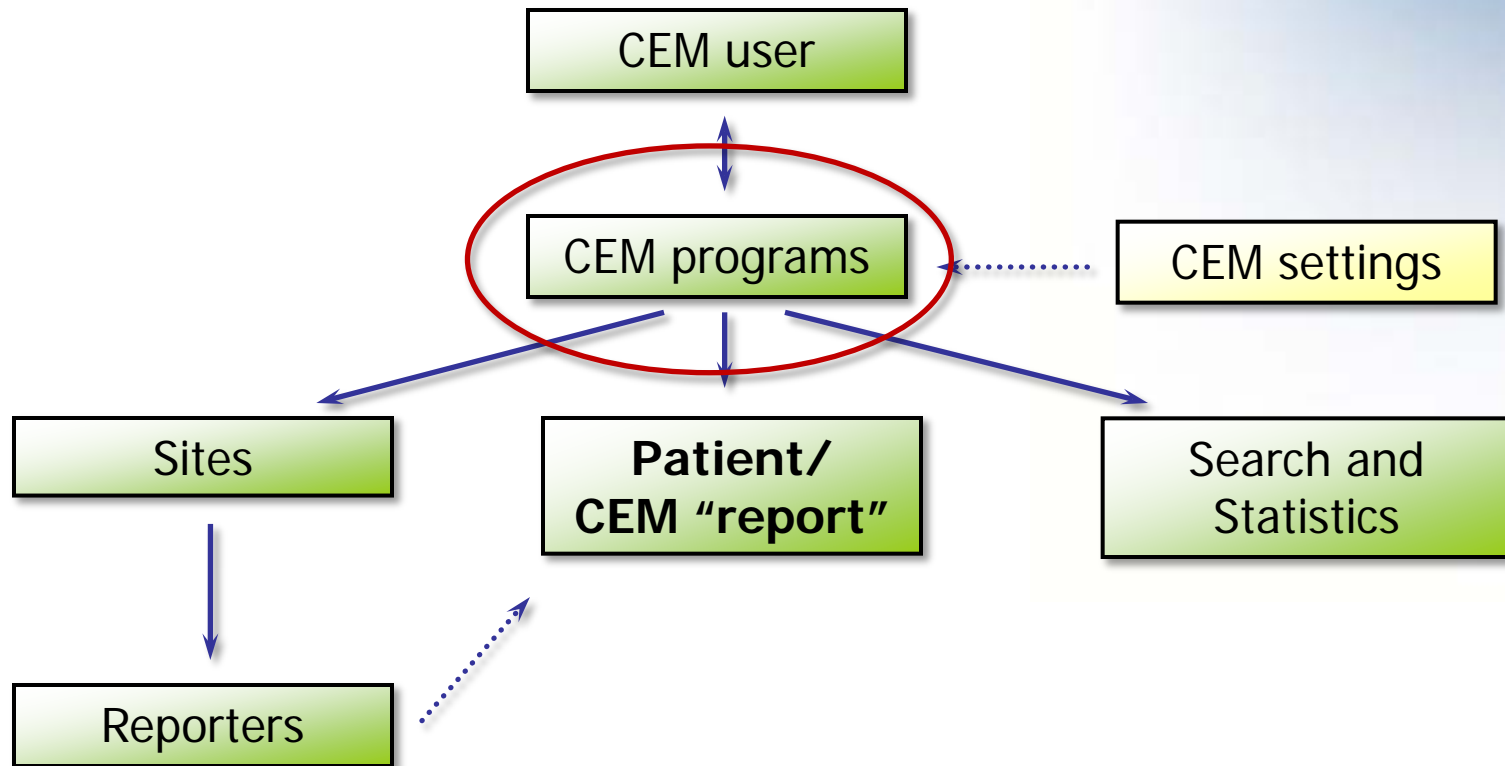 CEM user
CEM programs
CEM settings
Sites
Patient/
CEM “report”
Search and
Statistics
Reporters